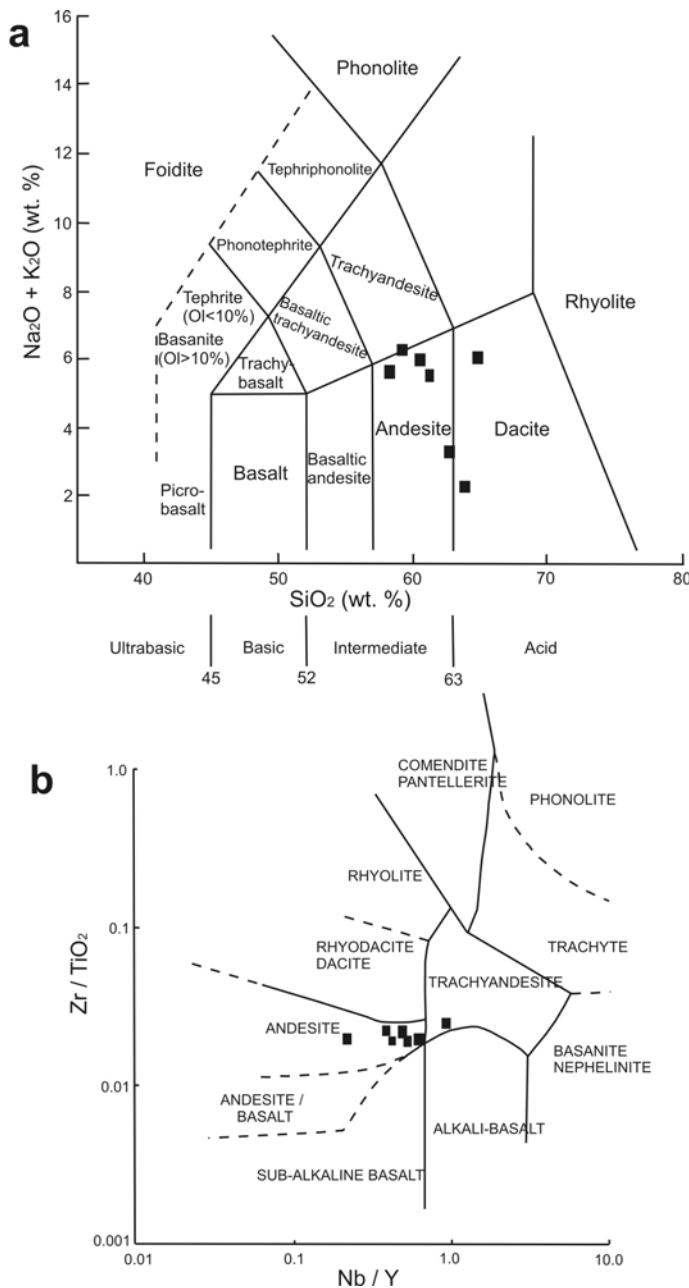 a
16
14
12
10
8
6
4
2
Na₂O + K₂O (wt. %)
Phonolite
Foidite
Tephriphonolite
Phonotephrite
Trachyandesite
Tephrite
(Ol<10%)
Basanite
(Ol>10%)
Basaltic
trachyandesite
Rhyolite
Trachy-
basalt
Andesite
Dacite
Basalt
Basaltic
andesite
Picro-
basalt
40
50
60
70
80
SiO₂ (wt. %)
Ultrabasic
Basic
Intermediate
Acid
45
52
63
b
1.0
0.1
0.01
0.001
Zr / TiO₂
COMENDITE
PANTELLERITE
PHONOLITE
RHYOLITE
RHYODACITE
DACITE
TRACHYTE
TRACHYANDESITE
ANDESITE
BASANITE
NEPHELINITE
ANDESITE /
BASALT
ALKALI-BASALT
SUB-ALKALINE BASALT
0.01
0.1
1.0
10.0
Nb / Y